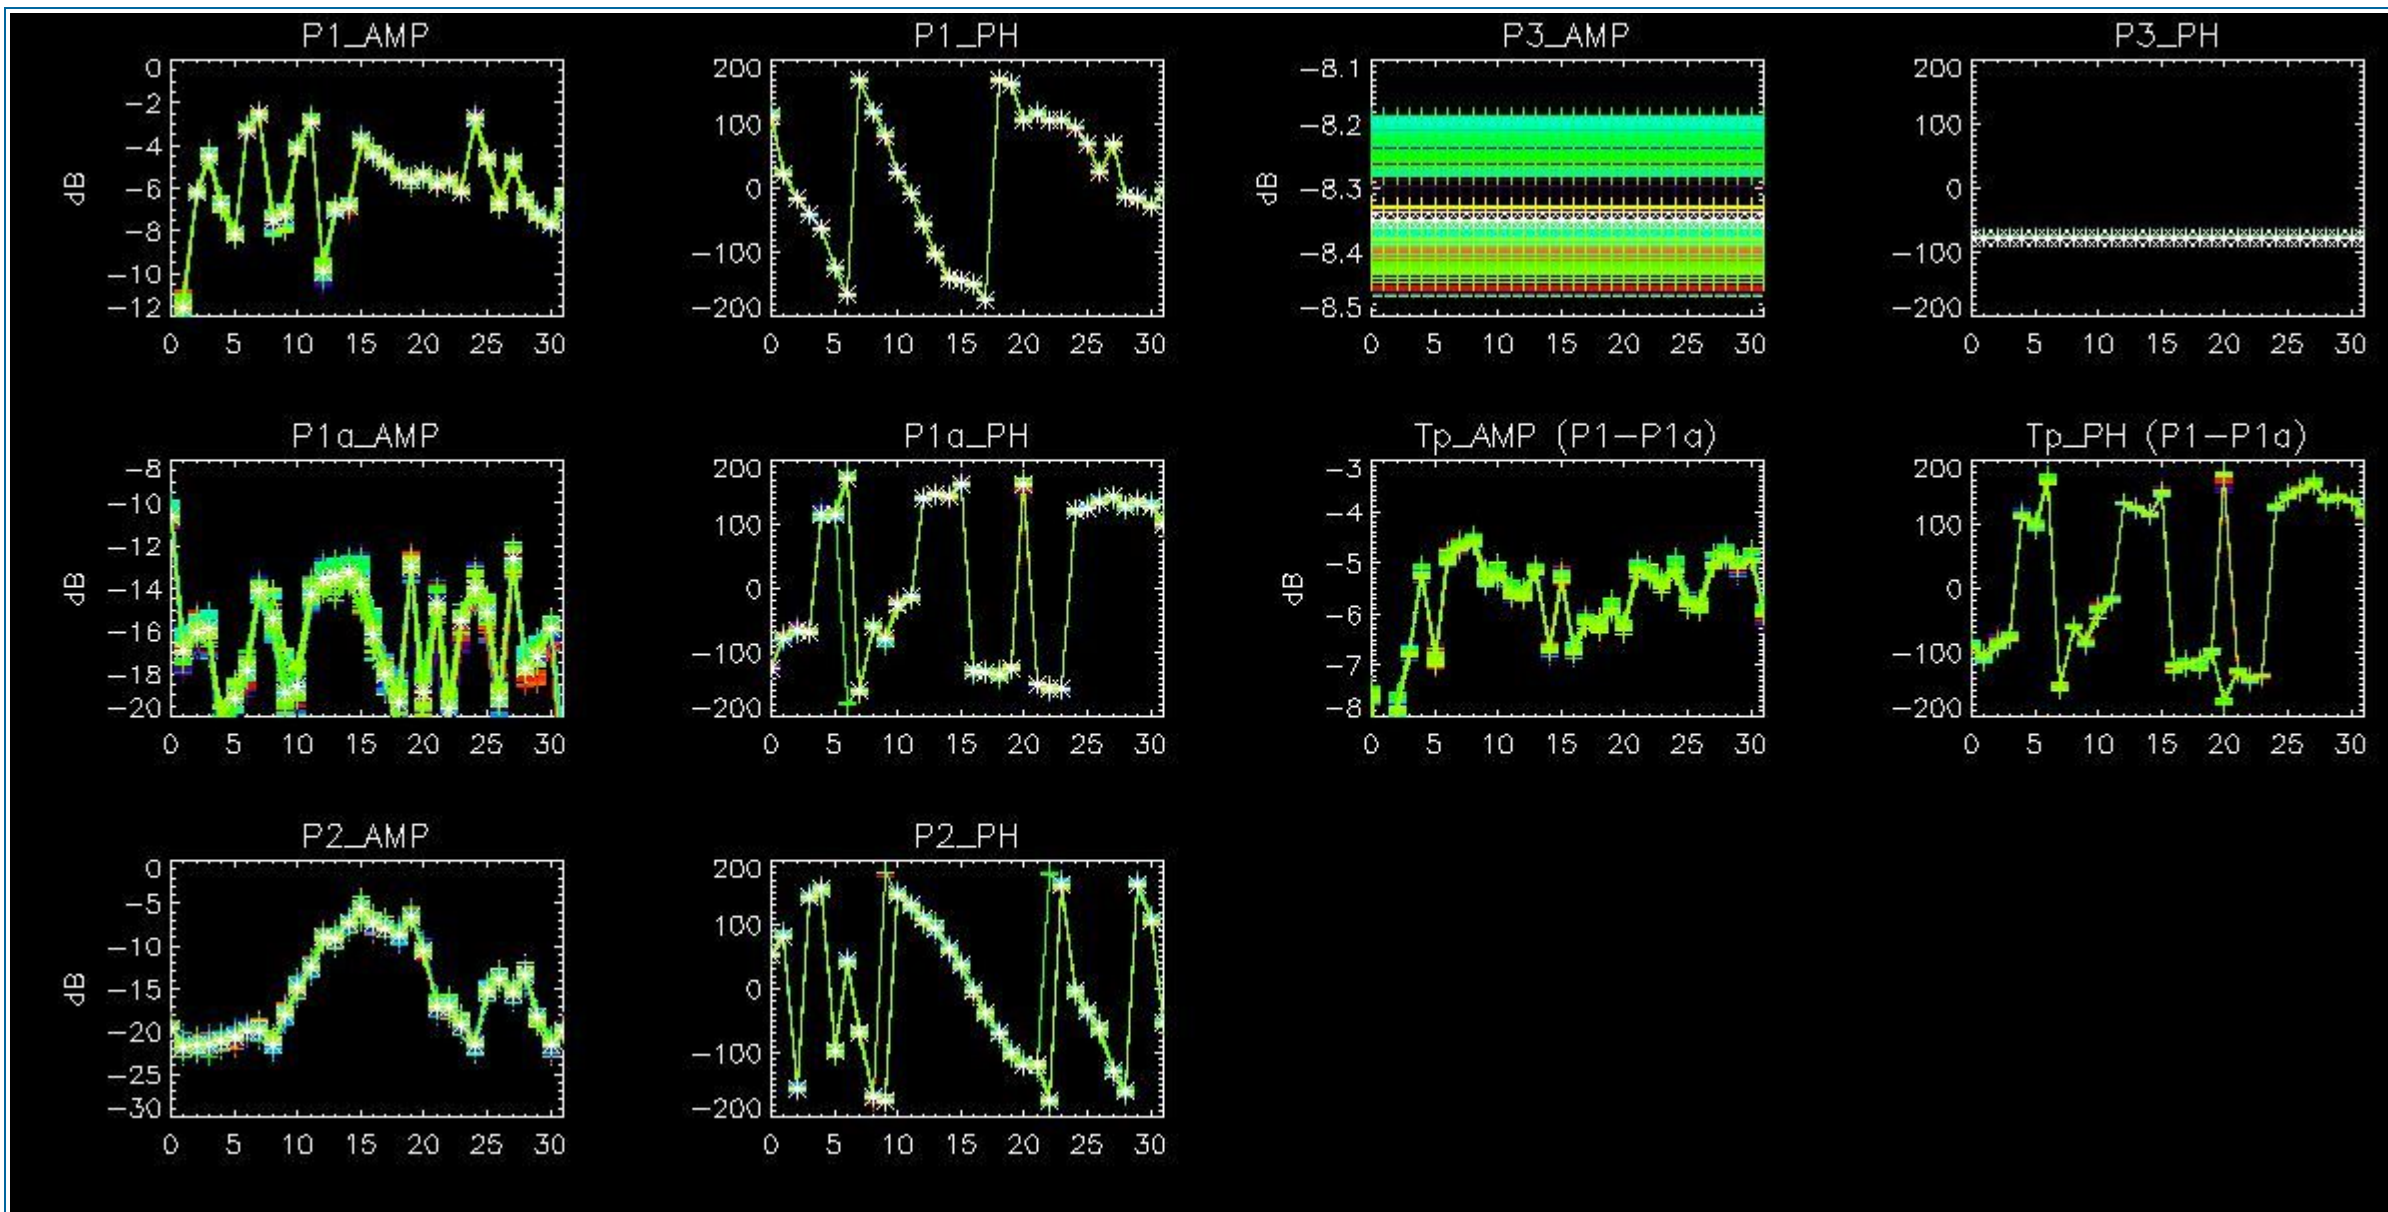 P1_AMP P1_PH P3_AMP P3_PH
0 200 -8.1 200
-2
-4 100 -8.2 100
dB -6 0 dB -8.3 0
-8
-10 -100 -8.4 -100
-12 -200 -8.5 -200
0 5 10 15 20 25 30 0 5 10 15 20 25 30 0 5 10 15 20 25 30 0 5 10 15 20 25 30
P1a_AMP P1a_PH Tp_AMP (P1-P1a) Tp_PH (P1-P1a)
-8 200 -3 200
-10 100 -4 100
-12
dB -14 0 dB -5 0
-16 -6
-18 -100 -7 -100
-20 -200 -8 -200
0 5 10 15 20 25 30 0 5 10 15 20 25 30 0 5 10 15 20 25 30 0 5 10 15 20 25 30
P2_AMP P2_PH
0 200
-5 100
-10
dB -15 0
-20 -100
-25
-30 -200
0 5 10 15 20 25 30 0 5 10 15 20 25 30